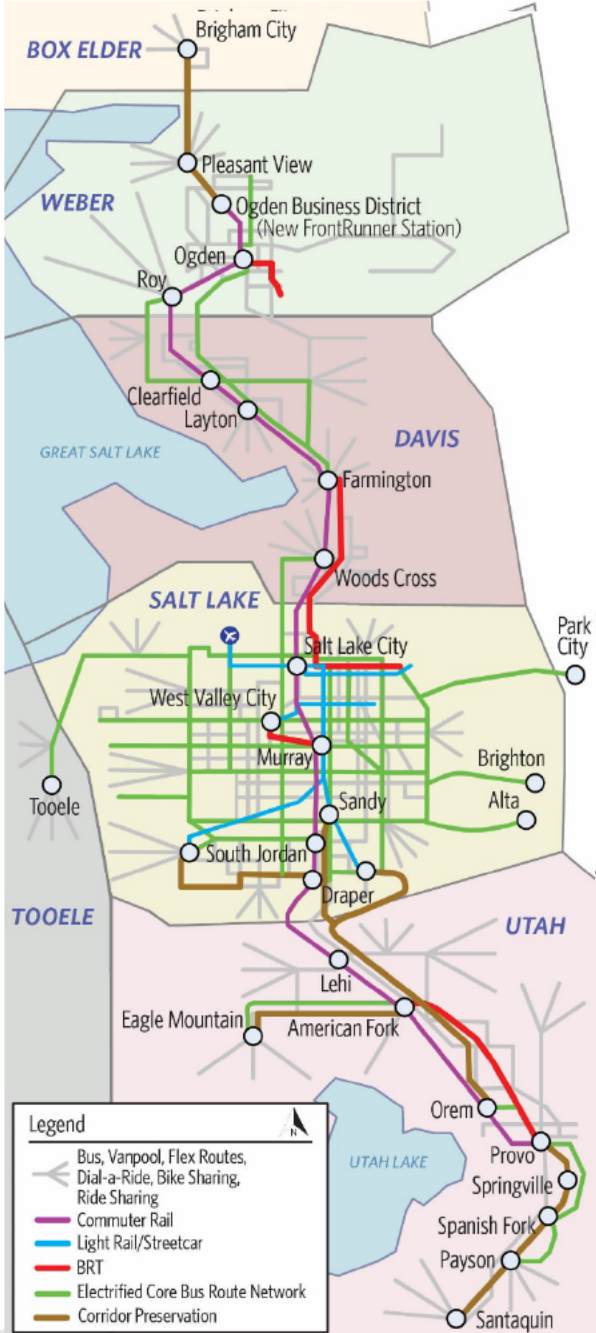 Brigham City
BOX ELDER
Pleasant View
WEBER
Ogden Business District
(New FrontRunner Station)
Ogden
Roy
Clearfield
Layton
DAVIS
GREAT SALT LAKE
Farmington
Woods Cross
SALT LAKE
Salt Lake City
Park
City
West Valley City
Murray
Brighton
Tooele
Sandy
Alta
South Jordan
Draper
TOOELE
UTAH
Lehi
Eagle Mountain
American Fork
Orem
Provo
UTAH LAKE
Springville
Spanish Fork
Payson
Santaquin
Legend
N
Bus, Vanpool, Flex Routes,
Dial-a-Ride, Bike Sharing,
Ride Sharing
Commuter Rail
Light Rail/Streetcar
BRT
Electrified Core Bus Route Network
Corridor Preservation